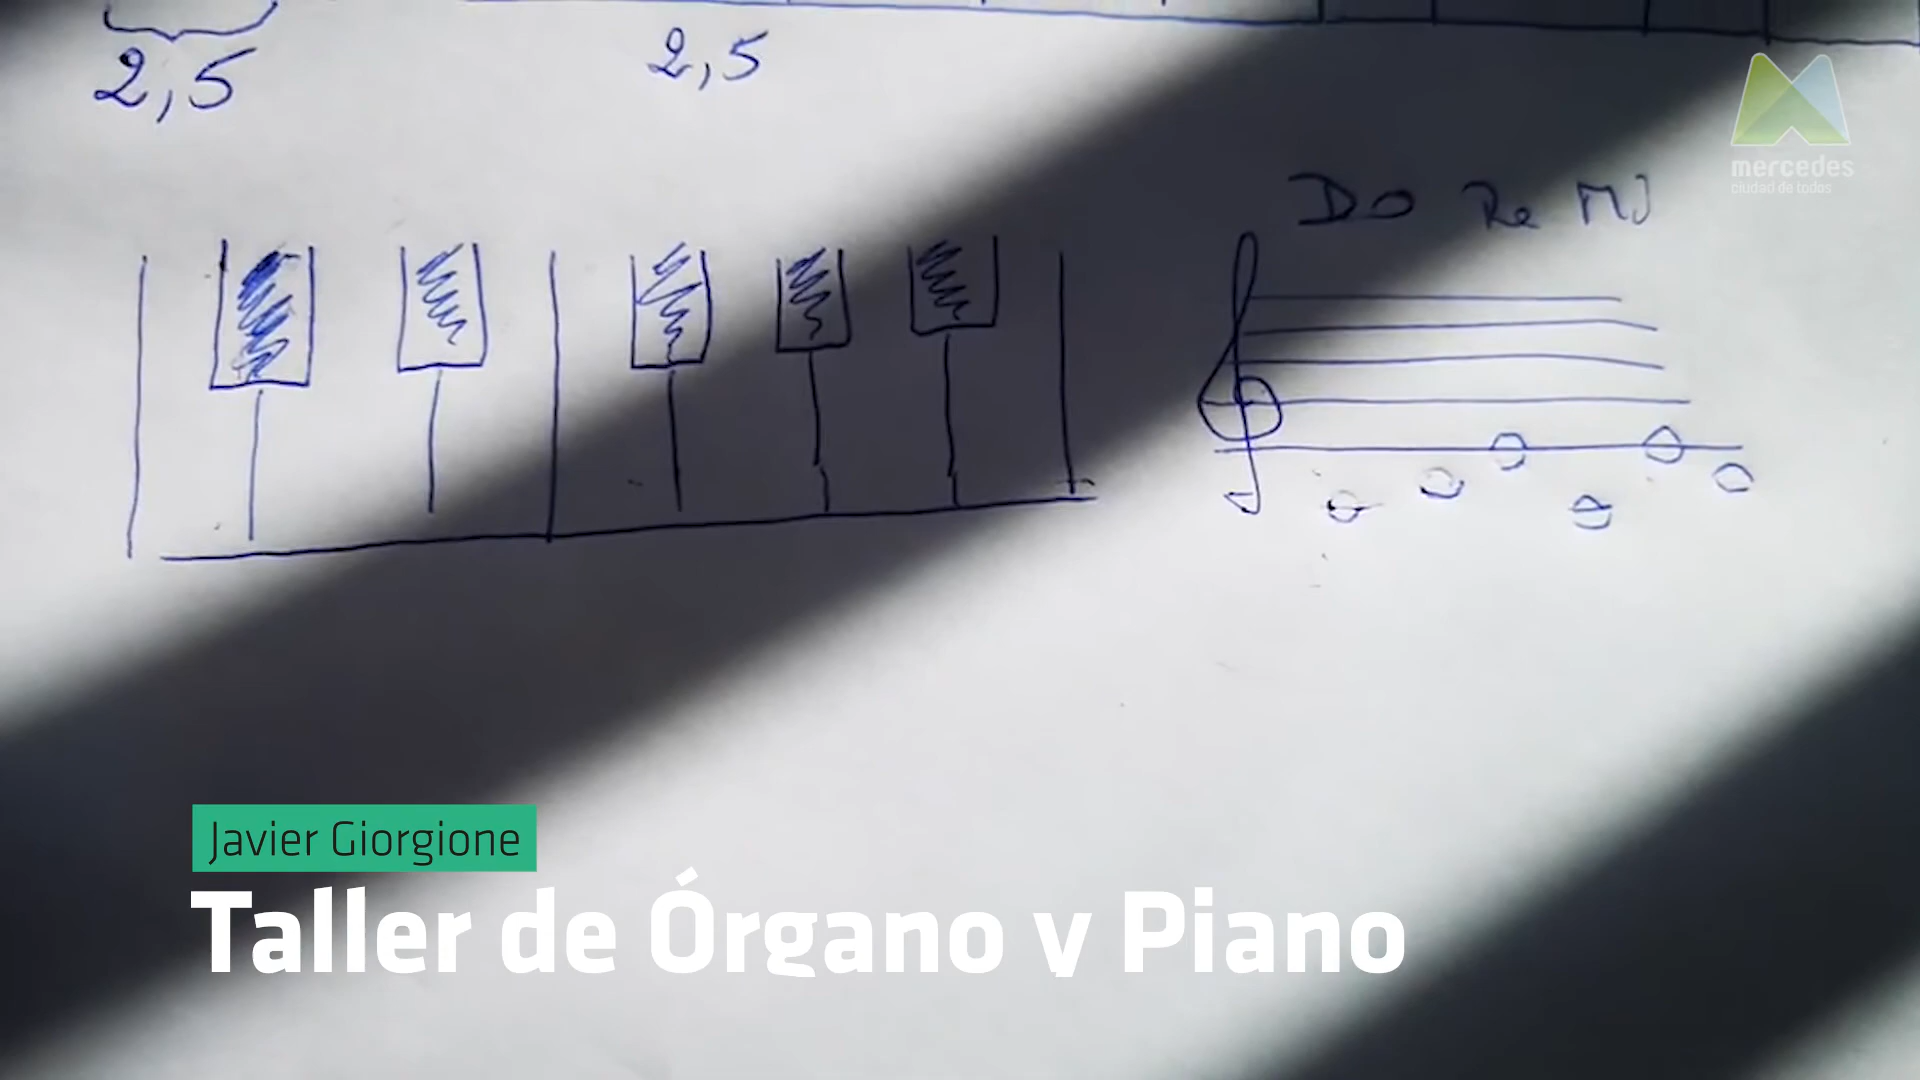 2,5
2,5
mercedes
ciudad de todos
DO Re Mi
Javier Giorgione
Taller de Órgano y Piano